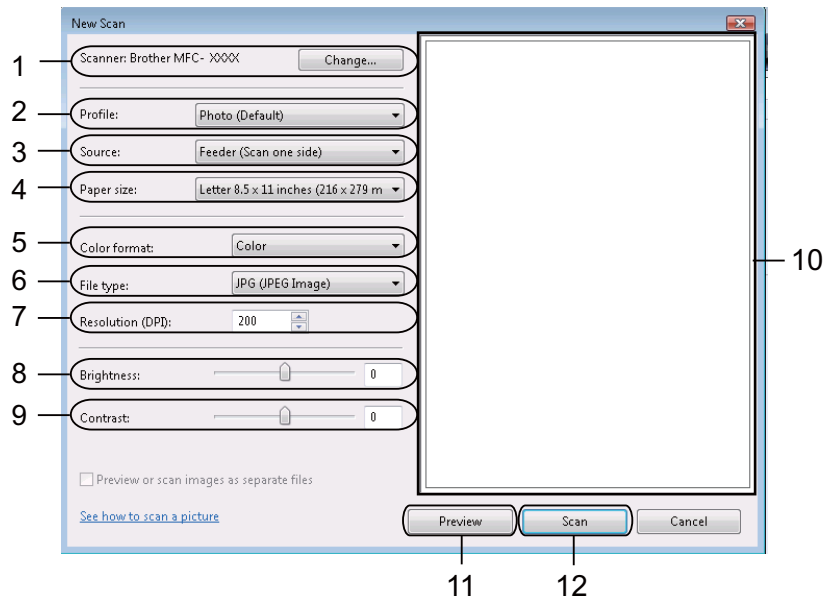 New Scan
1 Scanner: Brother MFC- XXXX Change...
2 Profile: Photo (Default)
3 Source: Feeder (Scan one side)
4 Paper size: Letter 8.5 x 11 inches (216 x 279 m
5 Color format: Color
10
6 File type: JPG (JPEG Image)
7 Resolution (DPI): 200
8 Brightness: 0
9 Contrast: 0
Preview or scan images as separate files
See how to scan a picture
Preview Scan Cancel
11 12